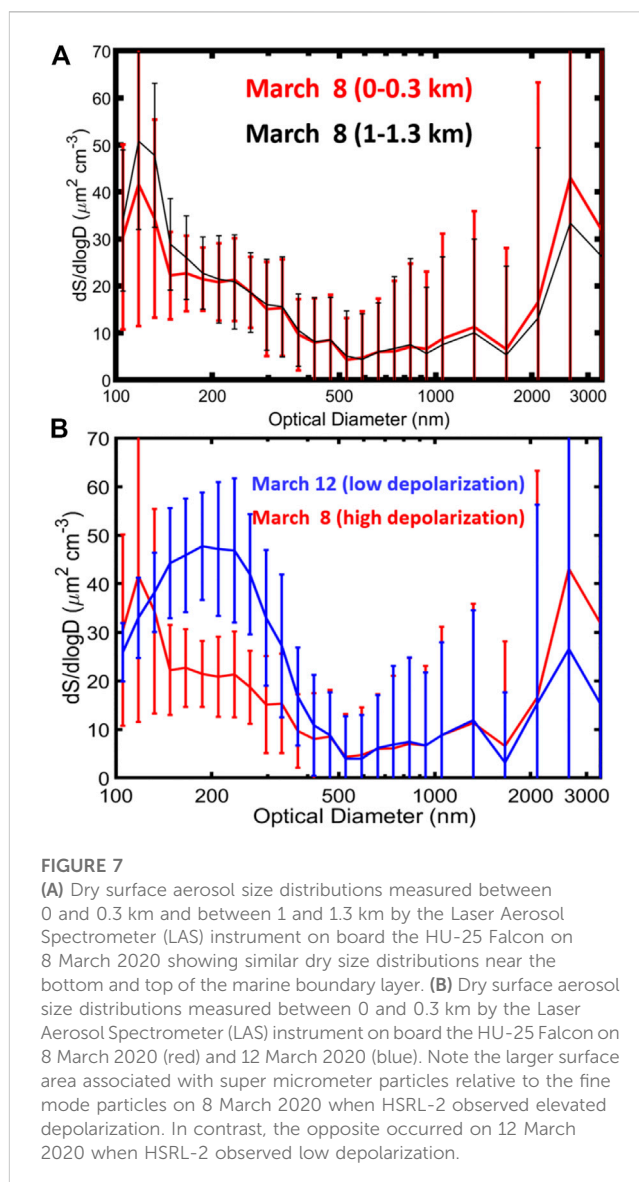 A
70
60
50
40
30
20
10
0
dS/dlogD (μm² cm⁻³)
March 8 (0-0.3 km)
March 8 (1-1.3 km)
100 200 500 1000 2000 3000
Optical Diameter (nm)
B
70
60
50
40
30
20
10
0
dS/dlogD (μm² cm⁻³)
March 12 (low depolarization)
March 8 (high depolarization)
100 200 500 1000 2000 3000
Optical Diameter (nm)
FIGURE 7
(A) Dry surface aerosol size distributions measured between
0 and 0.3 km and between 1 and 1.3 km by the Laser Aerosol
Spectrometer (LAS) instrument on board the HU-25 Falcon on
8 March 2020 showing similar dry size distributions near the
bottom and top of the marine boundary layer. (B) Dry surface aerosol
size distributions measured between 0 and 0.3 km by the Laser
Aerosol Spectrometer (LAS) instrument on board the HU-25 Falcon on
8 March 2020 (red) and 12 March 2020 (blue). Note the larger surface
area associated with super micrometer particles relative to the fine
mode particles on 8 March 2020 when HSRL-2 observed elevated
depolarization. In contrast, the opposite occurred on 12 March
2020 when HSRL-2 observed low depolarization.